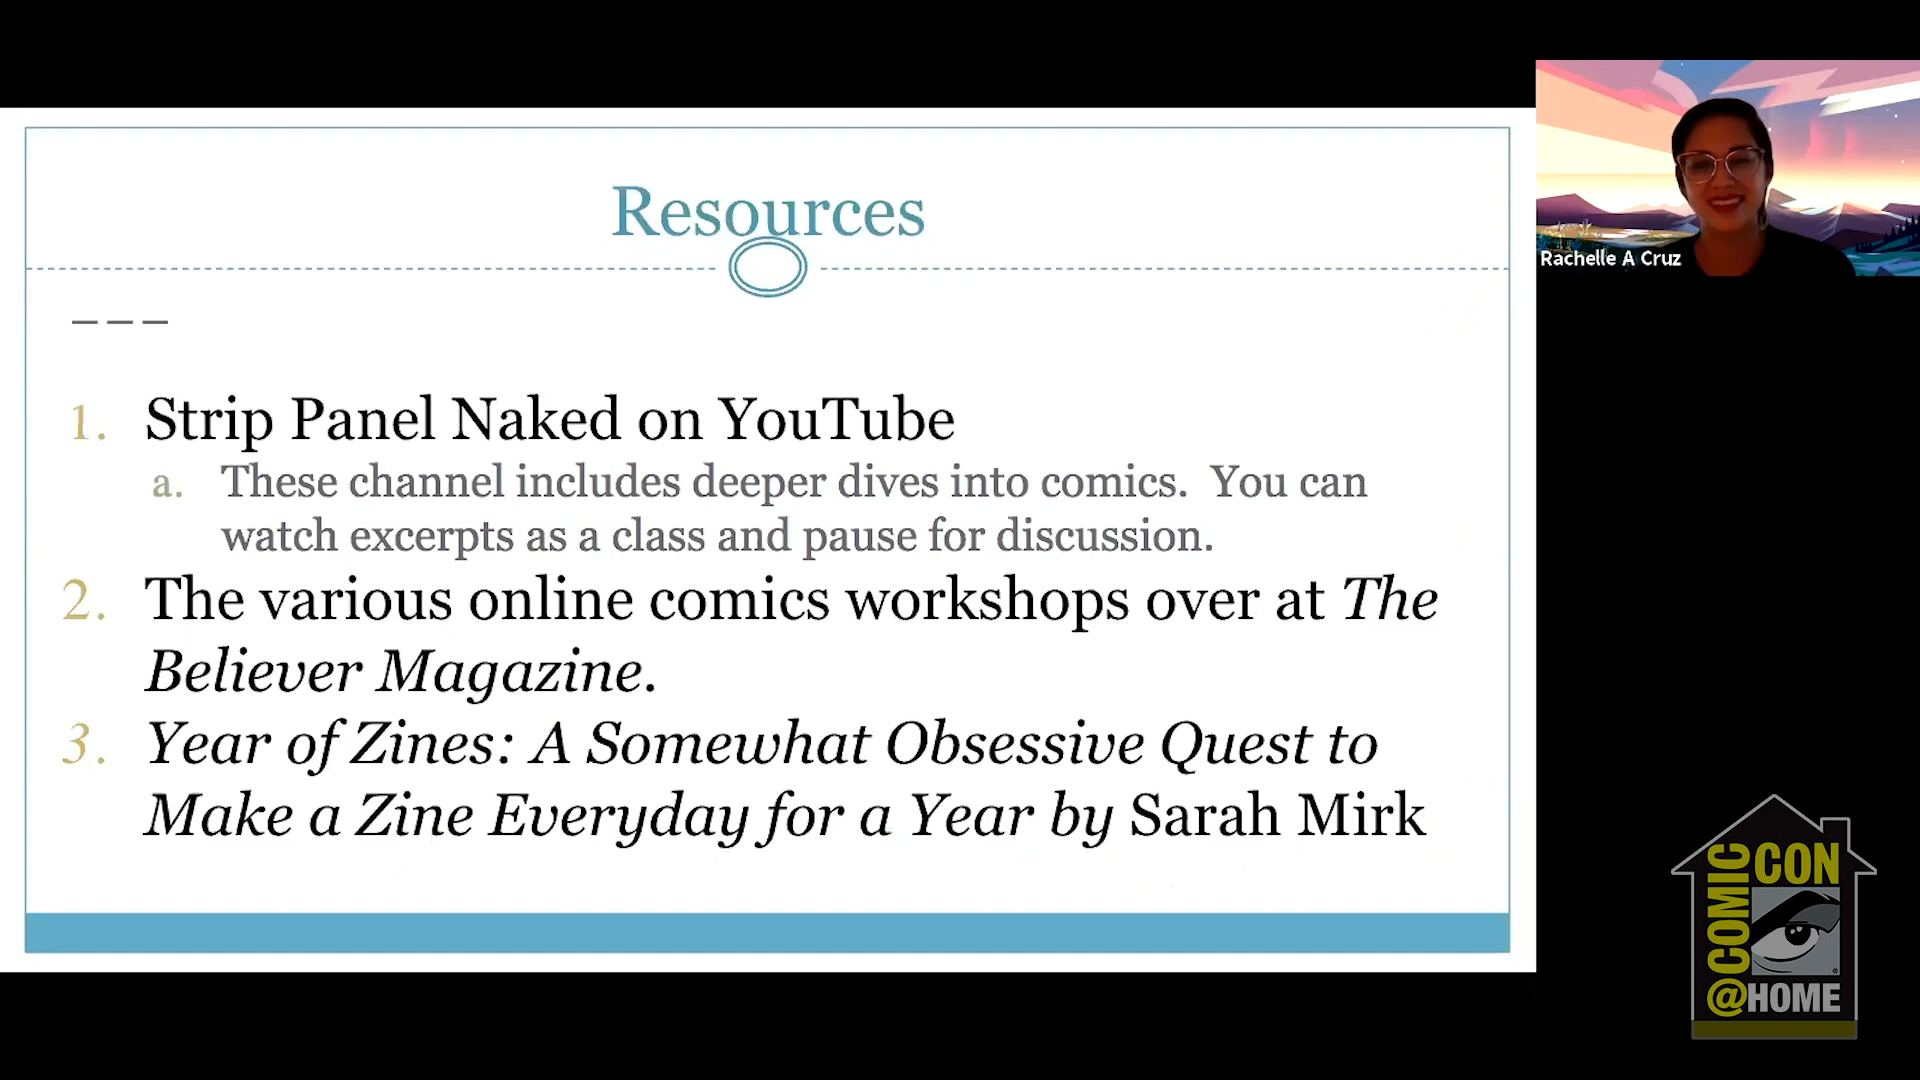 Resources
– – –
1. Strip Panel Naked on YouTube
a. These channel includes deeper dives into comics. You can
watch excerpts as a class and pause for discussion.
2. The various online comics workshops over at The
Believer Magazine.
3. Year of Zines: A Somewhat Obsessive Quest to
Make a Zine Everyday for a Year by Sarah Mirk
Rachelle A Cruz
COMIC
CON
@HOME